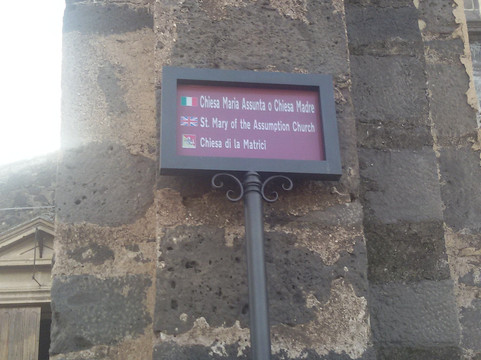 Chiesa Maria Assunta o Chiesa Madre
St. Mary of the Assumption Church
Chiesa di la Matrici